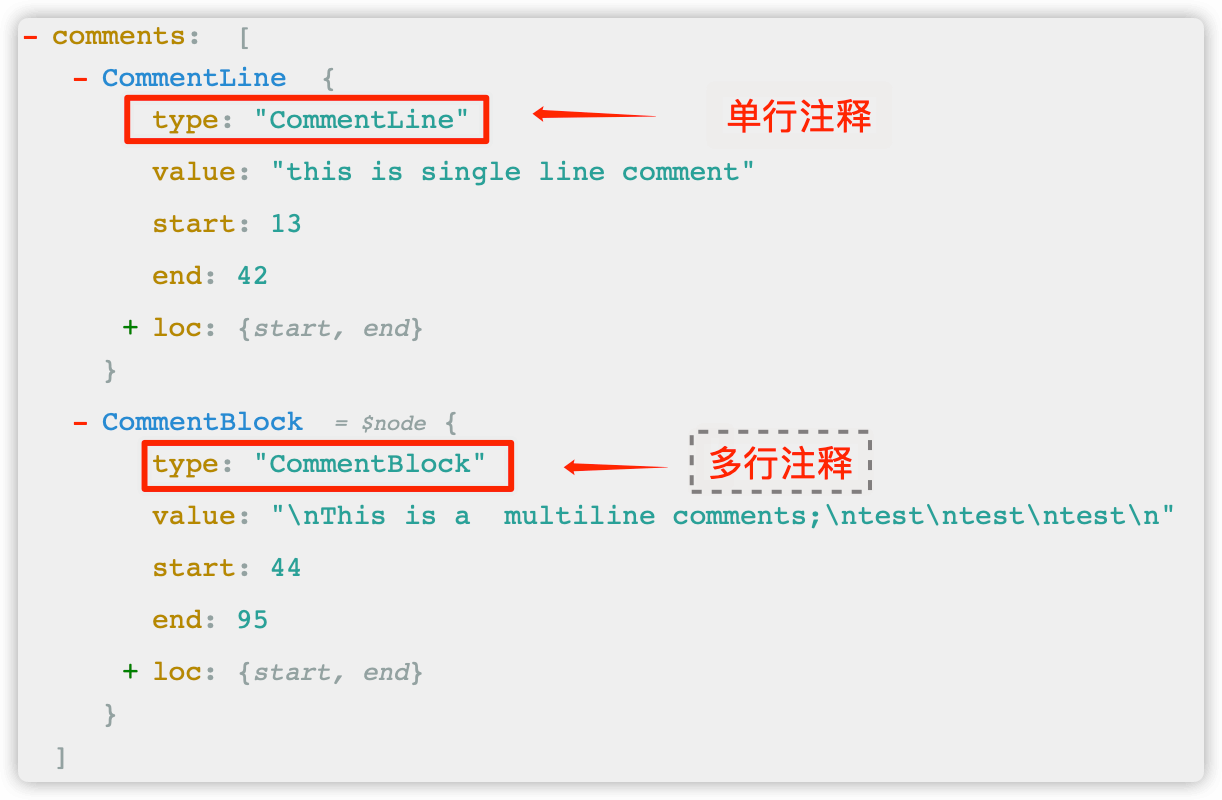 - comments: [
- CommentLine {
type: "CommentLine" 单行注释
value: "this is single line comment"
start: 13
end: 42
+ loc: {start, end}
}
- CommentBlock = $node {
type: "CommentBlock" 多行注释
value: "\nThis is a  multiline comments;\ntest\ntest\ntest\n"
start: 44
end: 95
+ loc: {start, end}
}
]